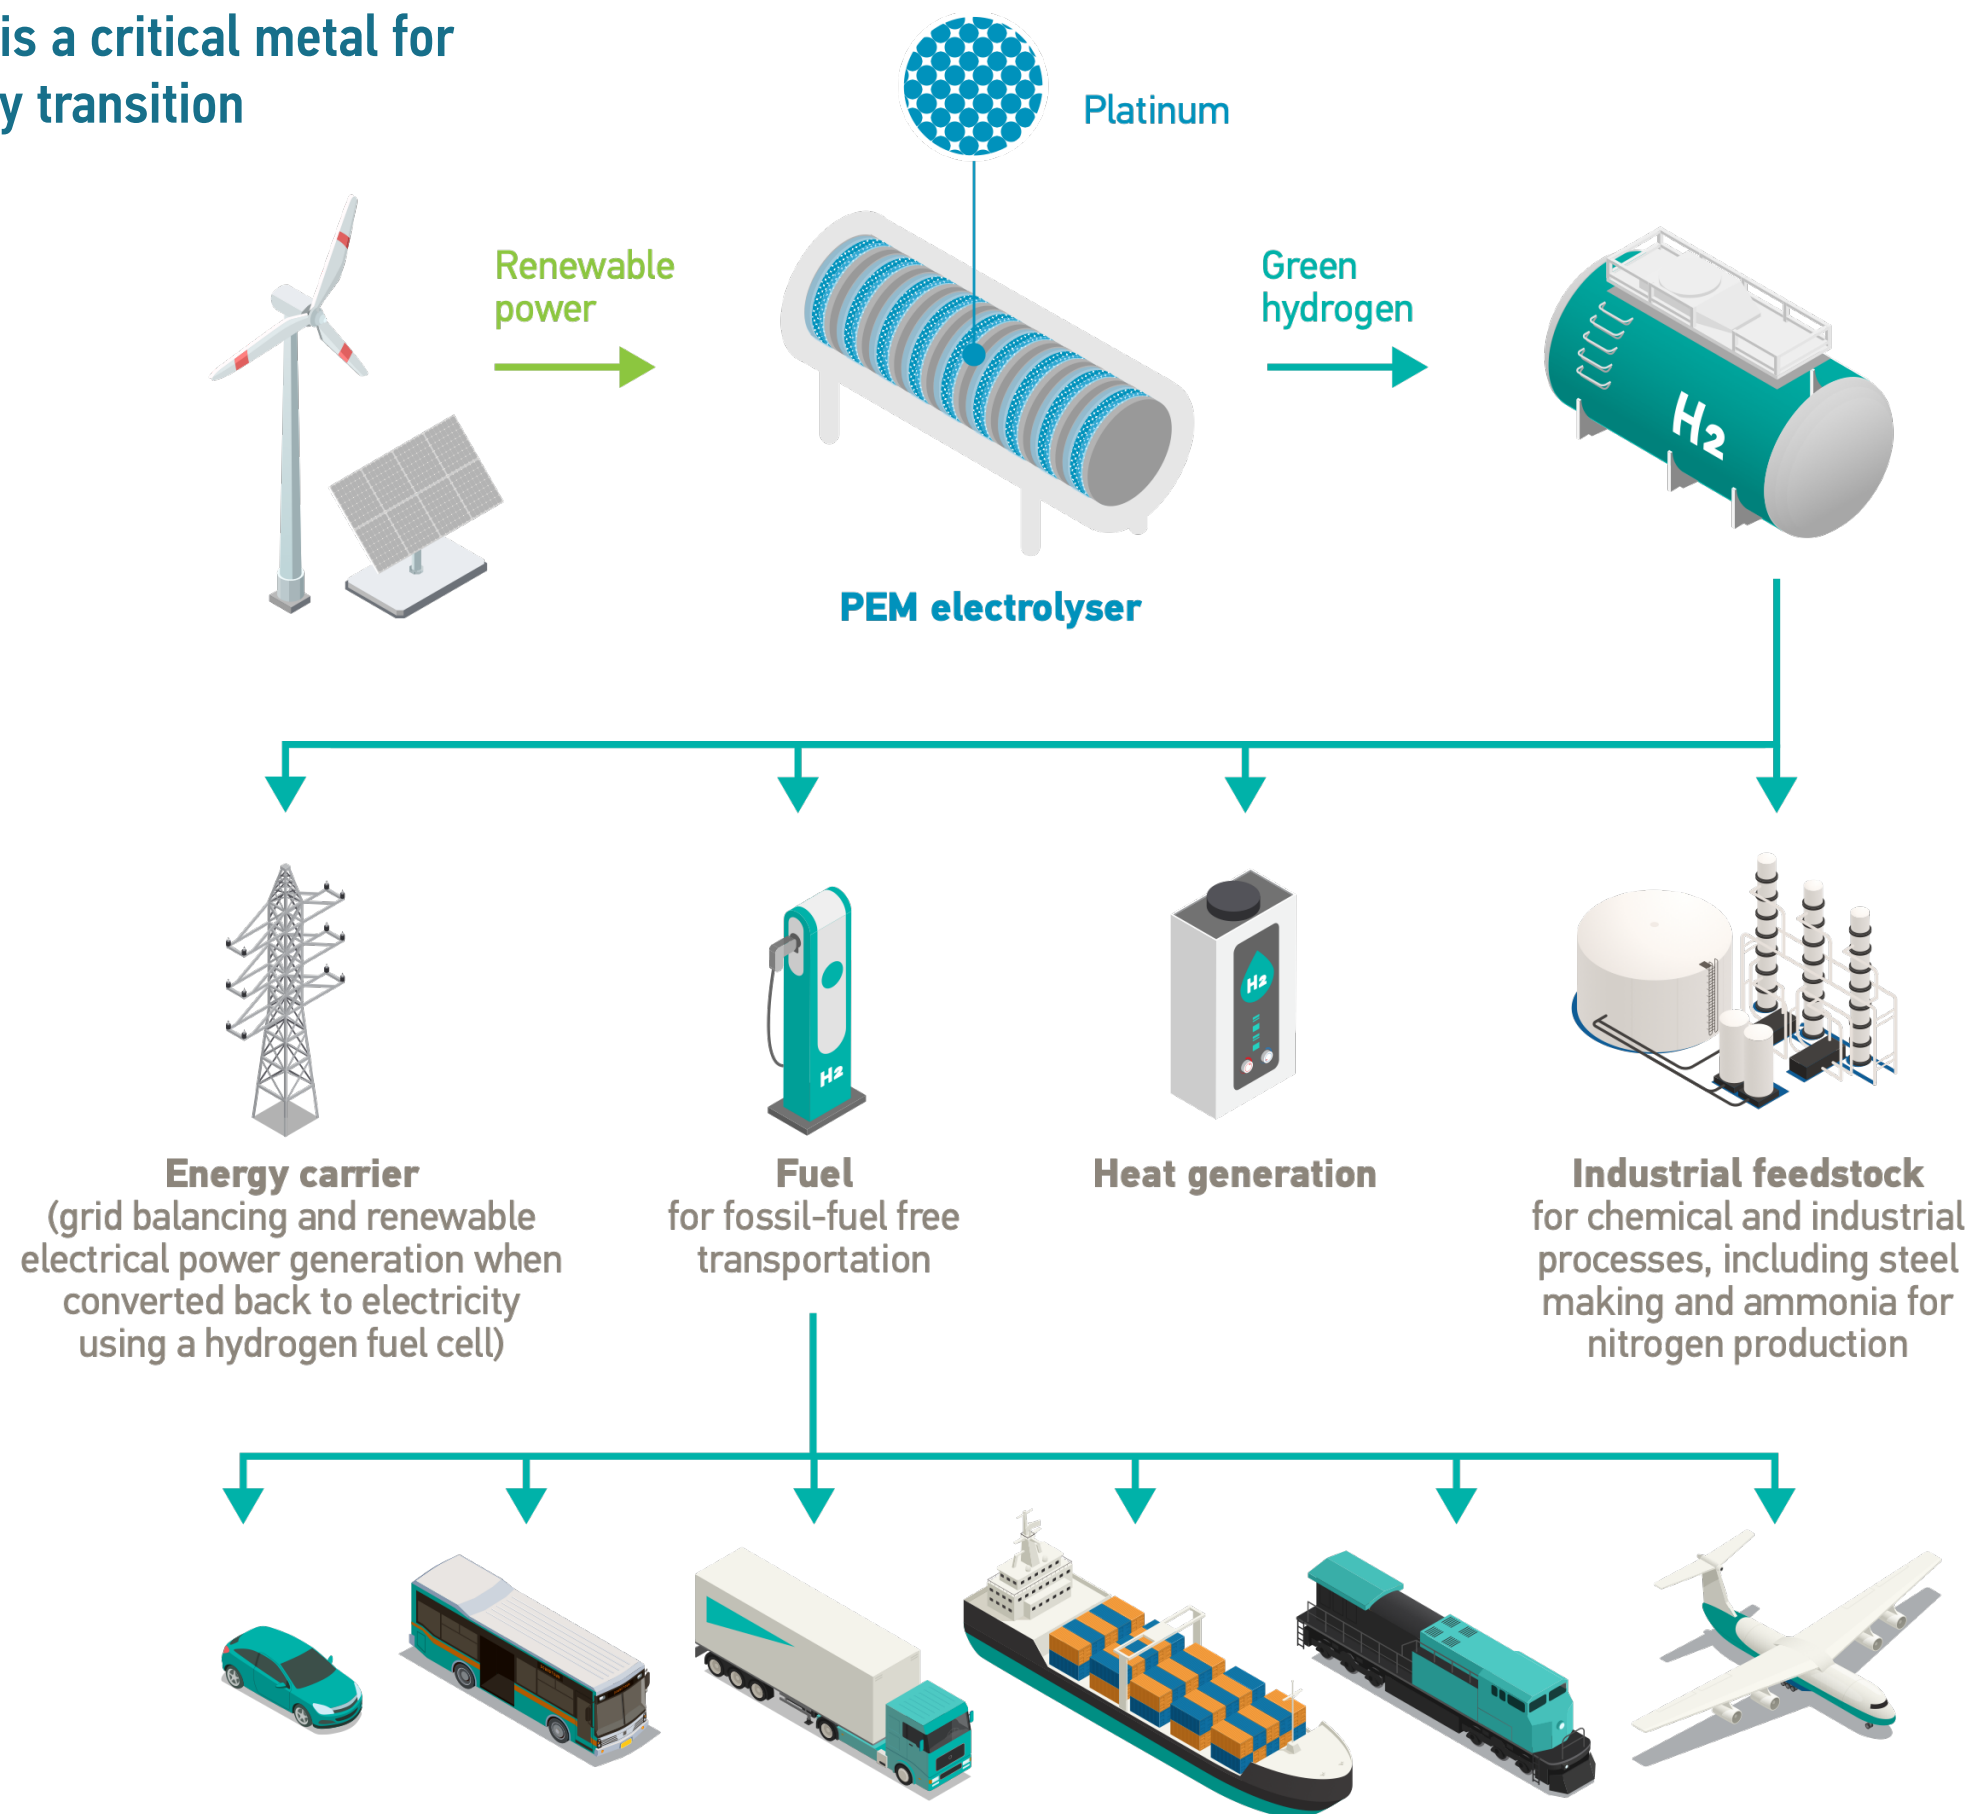 is a critical metal for
y transition
Platinum
Renewable
power
Green
hydrogen
H2
PEM electrolyser
H2
H2
Energy carrier
(grid balancing and renewable
electrical power generation when
converted back to electricity
using a hydrogen fuel cell)
Fuel
for fossil-fuel free
transportation
Heat generation
Industrial feedstock
for chemical and industrial
processes, including steel
making and ammonia for
nitrogen production